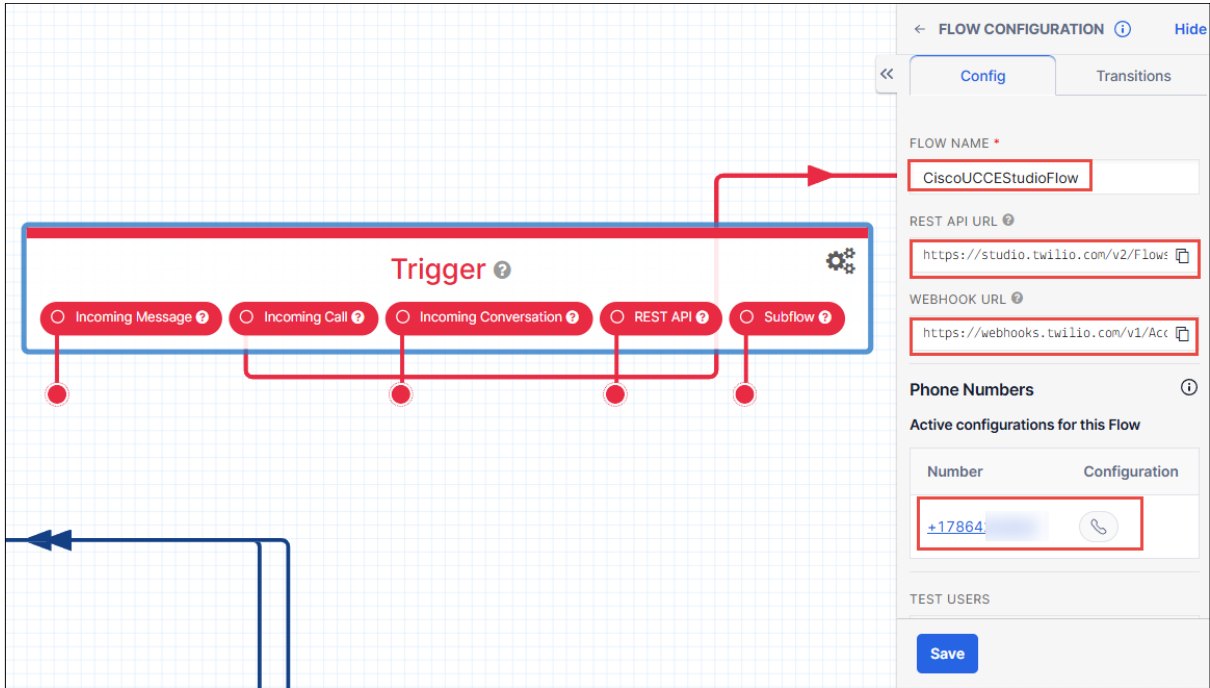 FLOW CONFIGURATION
Hide
Config
Transitions
FLOW NAME *
CiscoUCCEStudioFlow
REST API URL
https://studio.twilio.com/v2/Flows
WEBHOOK URL
https://webhooks.twilio.com/v1/Acc
Phone Numbers
Active configurations for this Flow
Number
Configuration
+17864
TEST USERS
Save
Trigger
Incoming Message
Incoming Call
Incoming Conversation
REST API
Subflow